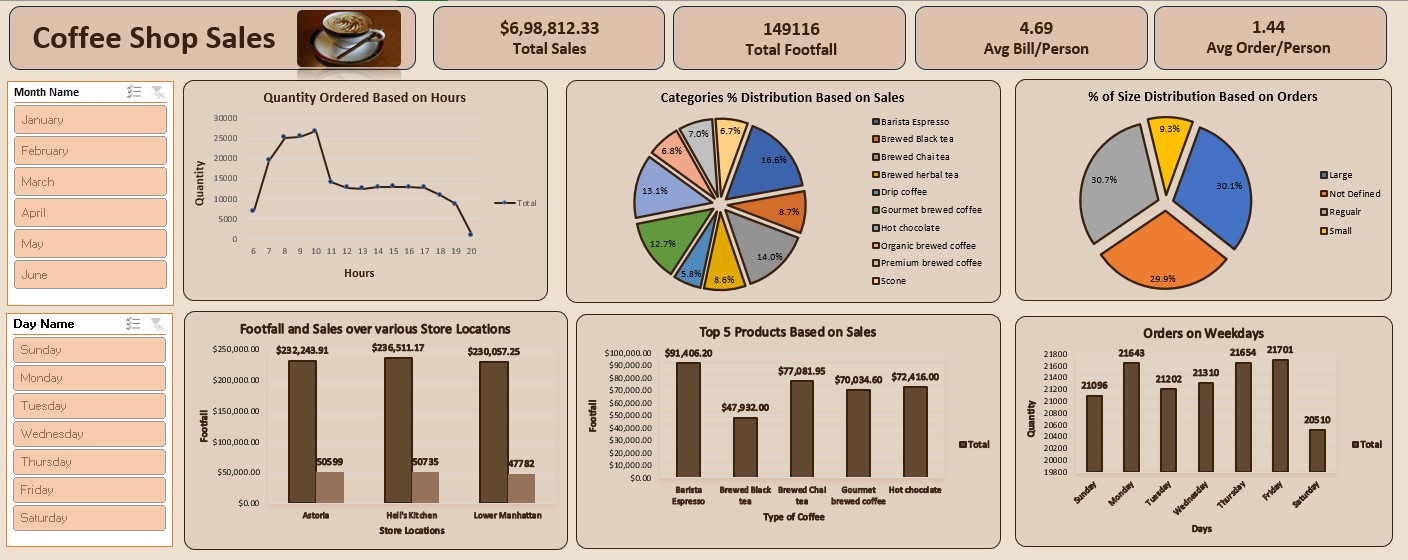 Coffee Shop Sales
$6,98,812.33
Total Sales
149116
Total Footfall
4.69
Avg Bill/Person
1.44
Avg Order/Person
Month Name
January
February
March
April
May
June
Day Name
Sunday
Monday
Tuesday
Wednesday
Thursday
Friday
Saturday
Quantity Ordered Based on Hours
Quantity
30000
25000
20000
15000
10000
5000
0
6 7 8 9 10 11 12 13 14 15 16 17 18 19 20
Hours
Total
Categories % Distribution Based on Sales
16.6%
8.7%
14.0%
8.6%
5.8%
12.7%
13.1%
6.8%
7.0%
6.7%
Barista Espresso
Brewed Black tea
Brewed Chai tea
Brewed herbal tea
Drip coffee
Gourmet brewed coffee
Hot chocolate
Organic brewed coffee
Premium brewed coffee
Scone
% of Size Distribution Based on Orders
9.3%
30.1%
29.9%
30.7%
Large
Not Defined
Regualr
Small
Footfall and Sales over various Store Locations
Footfall
$250,000.00
$200,000.00
$150,000.00
$100,000.00
$50,000.00
$0.00
$232,243.91
50599
$236,511.17
50735
$230,057.25
47782
Astoria
Hell's Kitchen
Lower Manhattan
Store Locations
Top 5 Products Based on Sales
Footfall
$100,000.00
$90,000.00
$80,000.00
$70,000.00
$60,000.00
$50,000.00
$40,000.00
$30,000.00
$20,000.00
$10,000.00
$0.00
$91,406.20
$47,932.00
$77,081.95
$70,034.60
$72,416.00
Barista
Espresso
Brewed Black
tea
Brewed Chai
tea
Gourmet
brewed coffee
Hot chocolate
Type of Coffee
Total
Orders on Weekdays
Quantity
21800
21600
21400
21200
21000
20800
20600
20400
20200
20000
19800
21096
21643
21202
21310
21654
21701
20510
Sunday
Monday
Tuesday
Wednesday
Thursday
Friday
Saturday
Days
Total